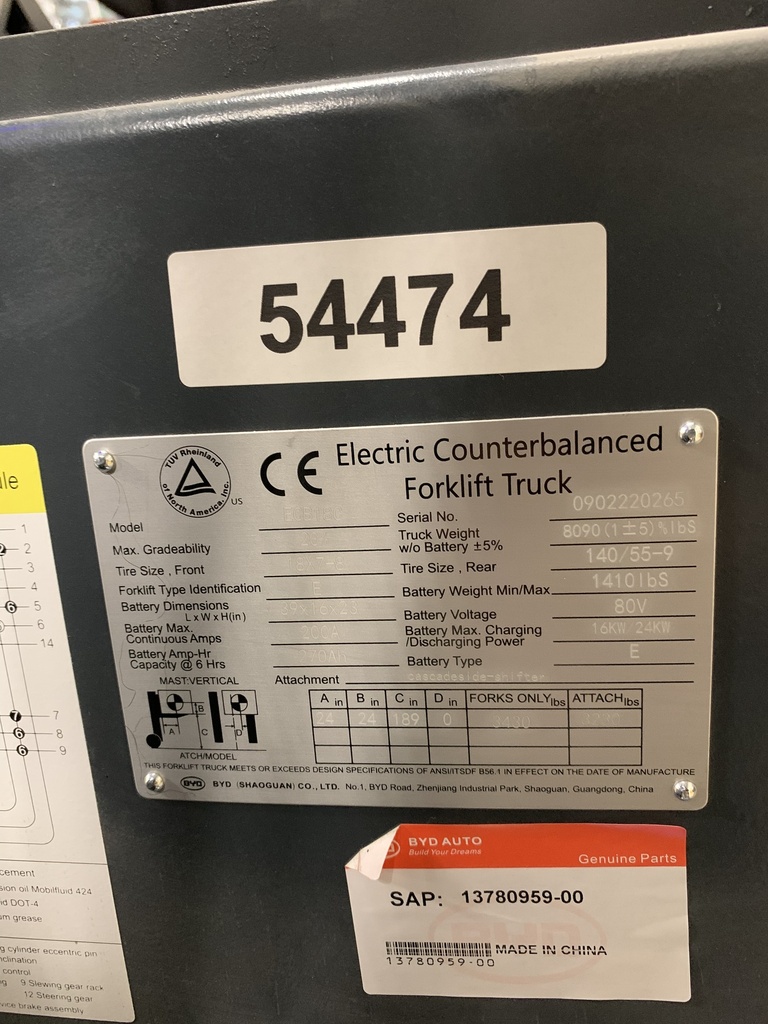 54474
TÜV Rheinland
of North America, Inc.
US
CE
Electric Counterbalanced
Forklift Truck
Model
Max. Gradeability
Tire Size , Front
Forklift Type Identification E
Battery Dimensions
L x W x H(in)
Battery Max.
Continuous Amps
Battery Amp-Hr
Capacity @ 6 Hrs
Serial No. 0902220265
Truck Weight
w/o Battery ±5% 8090(1±5)%lbS
Tire Size , Rear 140/55-9
Battery Weight Min/Max 1410lbS
Battery Voltage 80V
Battery Max. Charging
/Discharging Power 16KW/24KW
Battery Type E
Attachment cascadeside-shifter
MAST:VERTICAL
A B C D
ATCH/MODEL
A in B in C in D in FORKS ONLY lbs ATTACH lbs
24 24 189 0
THIS FORKLIFT TRUCK MEETS OR EXCEEDS DESIGN SPECIFICATIONS OF ANSI/ITSDF B56.1 IN EFFECT ON THE DATE OF MANUFACTURE
BYD BYD (SHAOGUAN) CO., LTD. No.1, BYD Road, Zhenjiang Industrial Park, Shaoguan, Guangdong, China
BYD AUTO
Build Your Dreams
Genuine Parts
SAP: 13780959-00
MADE IN CHINA
13780959-00
1
2
3
4
6 5
6
14
7 7
6 8
6 9
oil Mobilfluid 424
DOT-4
grease
cylinder eccentric pin
control
9 Slewing gear rack
12 Steering gear
brake assembly